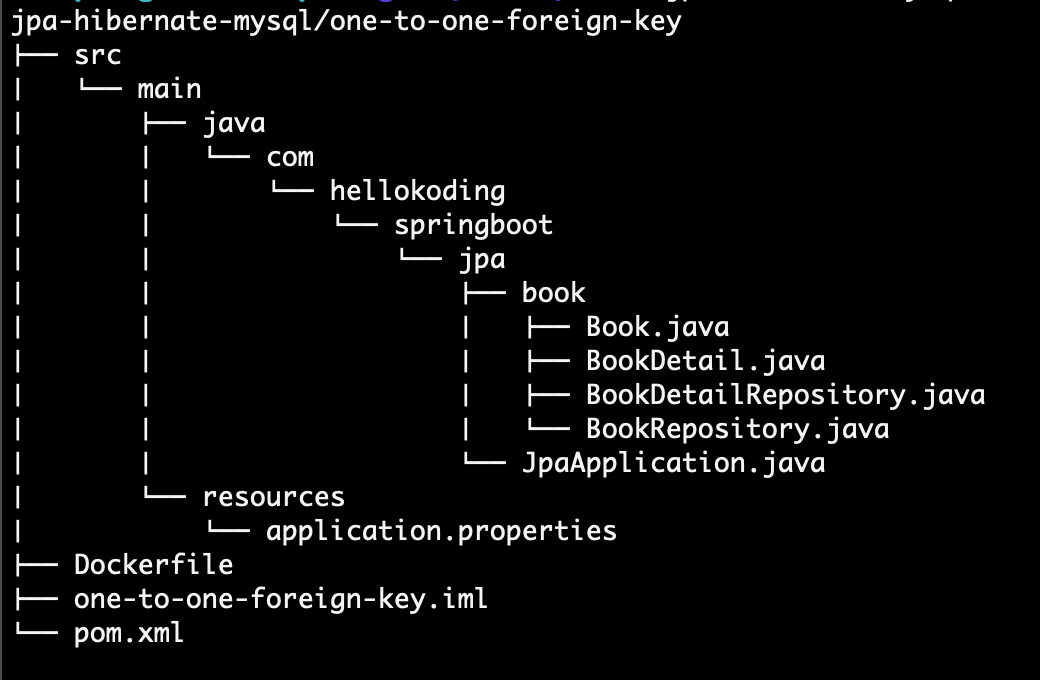 jpa-hibernate-mysql/one-to-one-foreign-key
├── src
│   └── main
│       ├── java
│       │   └── com
│       │       └── hellokoding
│       │           └── springboot
│       │               └── jpa
│       │                   ├── book
│       │                   │   ├── Book.java
│       │                   │   ├── BookDetail.java
│       │                   │   ├── BookDetailRepository.java
│       │                   │   └── BookRepository.java
│       │                   └── JpaApplication.java
│       └── resources
│           └── application.properties
├── Dockerfile
├── one-to-one-foreign-key.iml
└── pom.xml